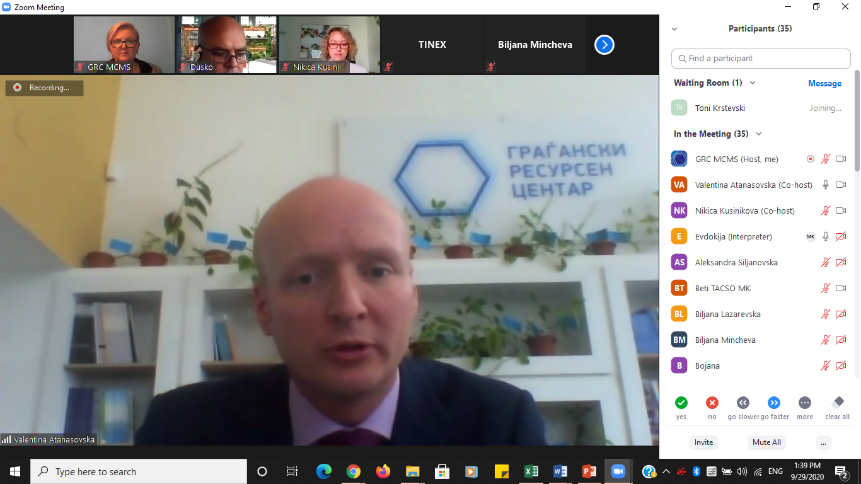 Zoom Meeting
GRC MCMS
Dusko
Nikica Kusini...
TINEX
Biljana Mincheva
Recording...
ГРАЃАНСКИ
РЕСУРСЕН
ЦЕНТАР
Valentina Atanasovska
Participants (35)
Find a participant
Waiting Room (1)
Message
TK
Toni Krstevski
Joining...
In the Meeting (35)
GRC MCMS (Host, me)
VA Valentina Atanasovska (Co-host)
NK Nikica Kusinikova (Co-host)
E Evdokija (Interpreter) MK
AS Aleksandra Siljanovska
BT Beti TACSO MK
BL Biljana Lazarevska
BM Biljana Mincheva
B Bojana
yes no go slower go faster more clear all
Invite Mute All ...
Type here to search
ENG
1:39 PM
9/29/2020
2